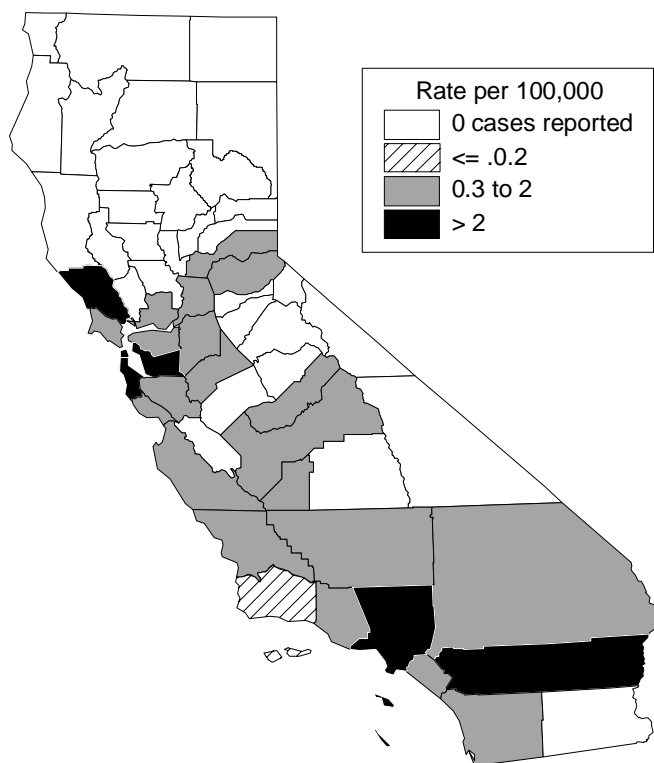 Rate per 100,000
0 cases reported
<= .0.2
0.3 to 2
> 2